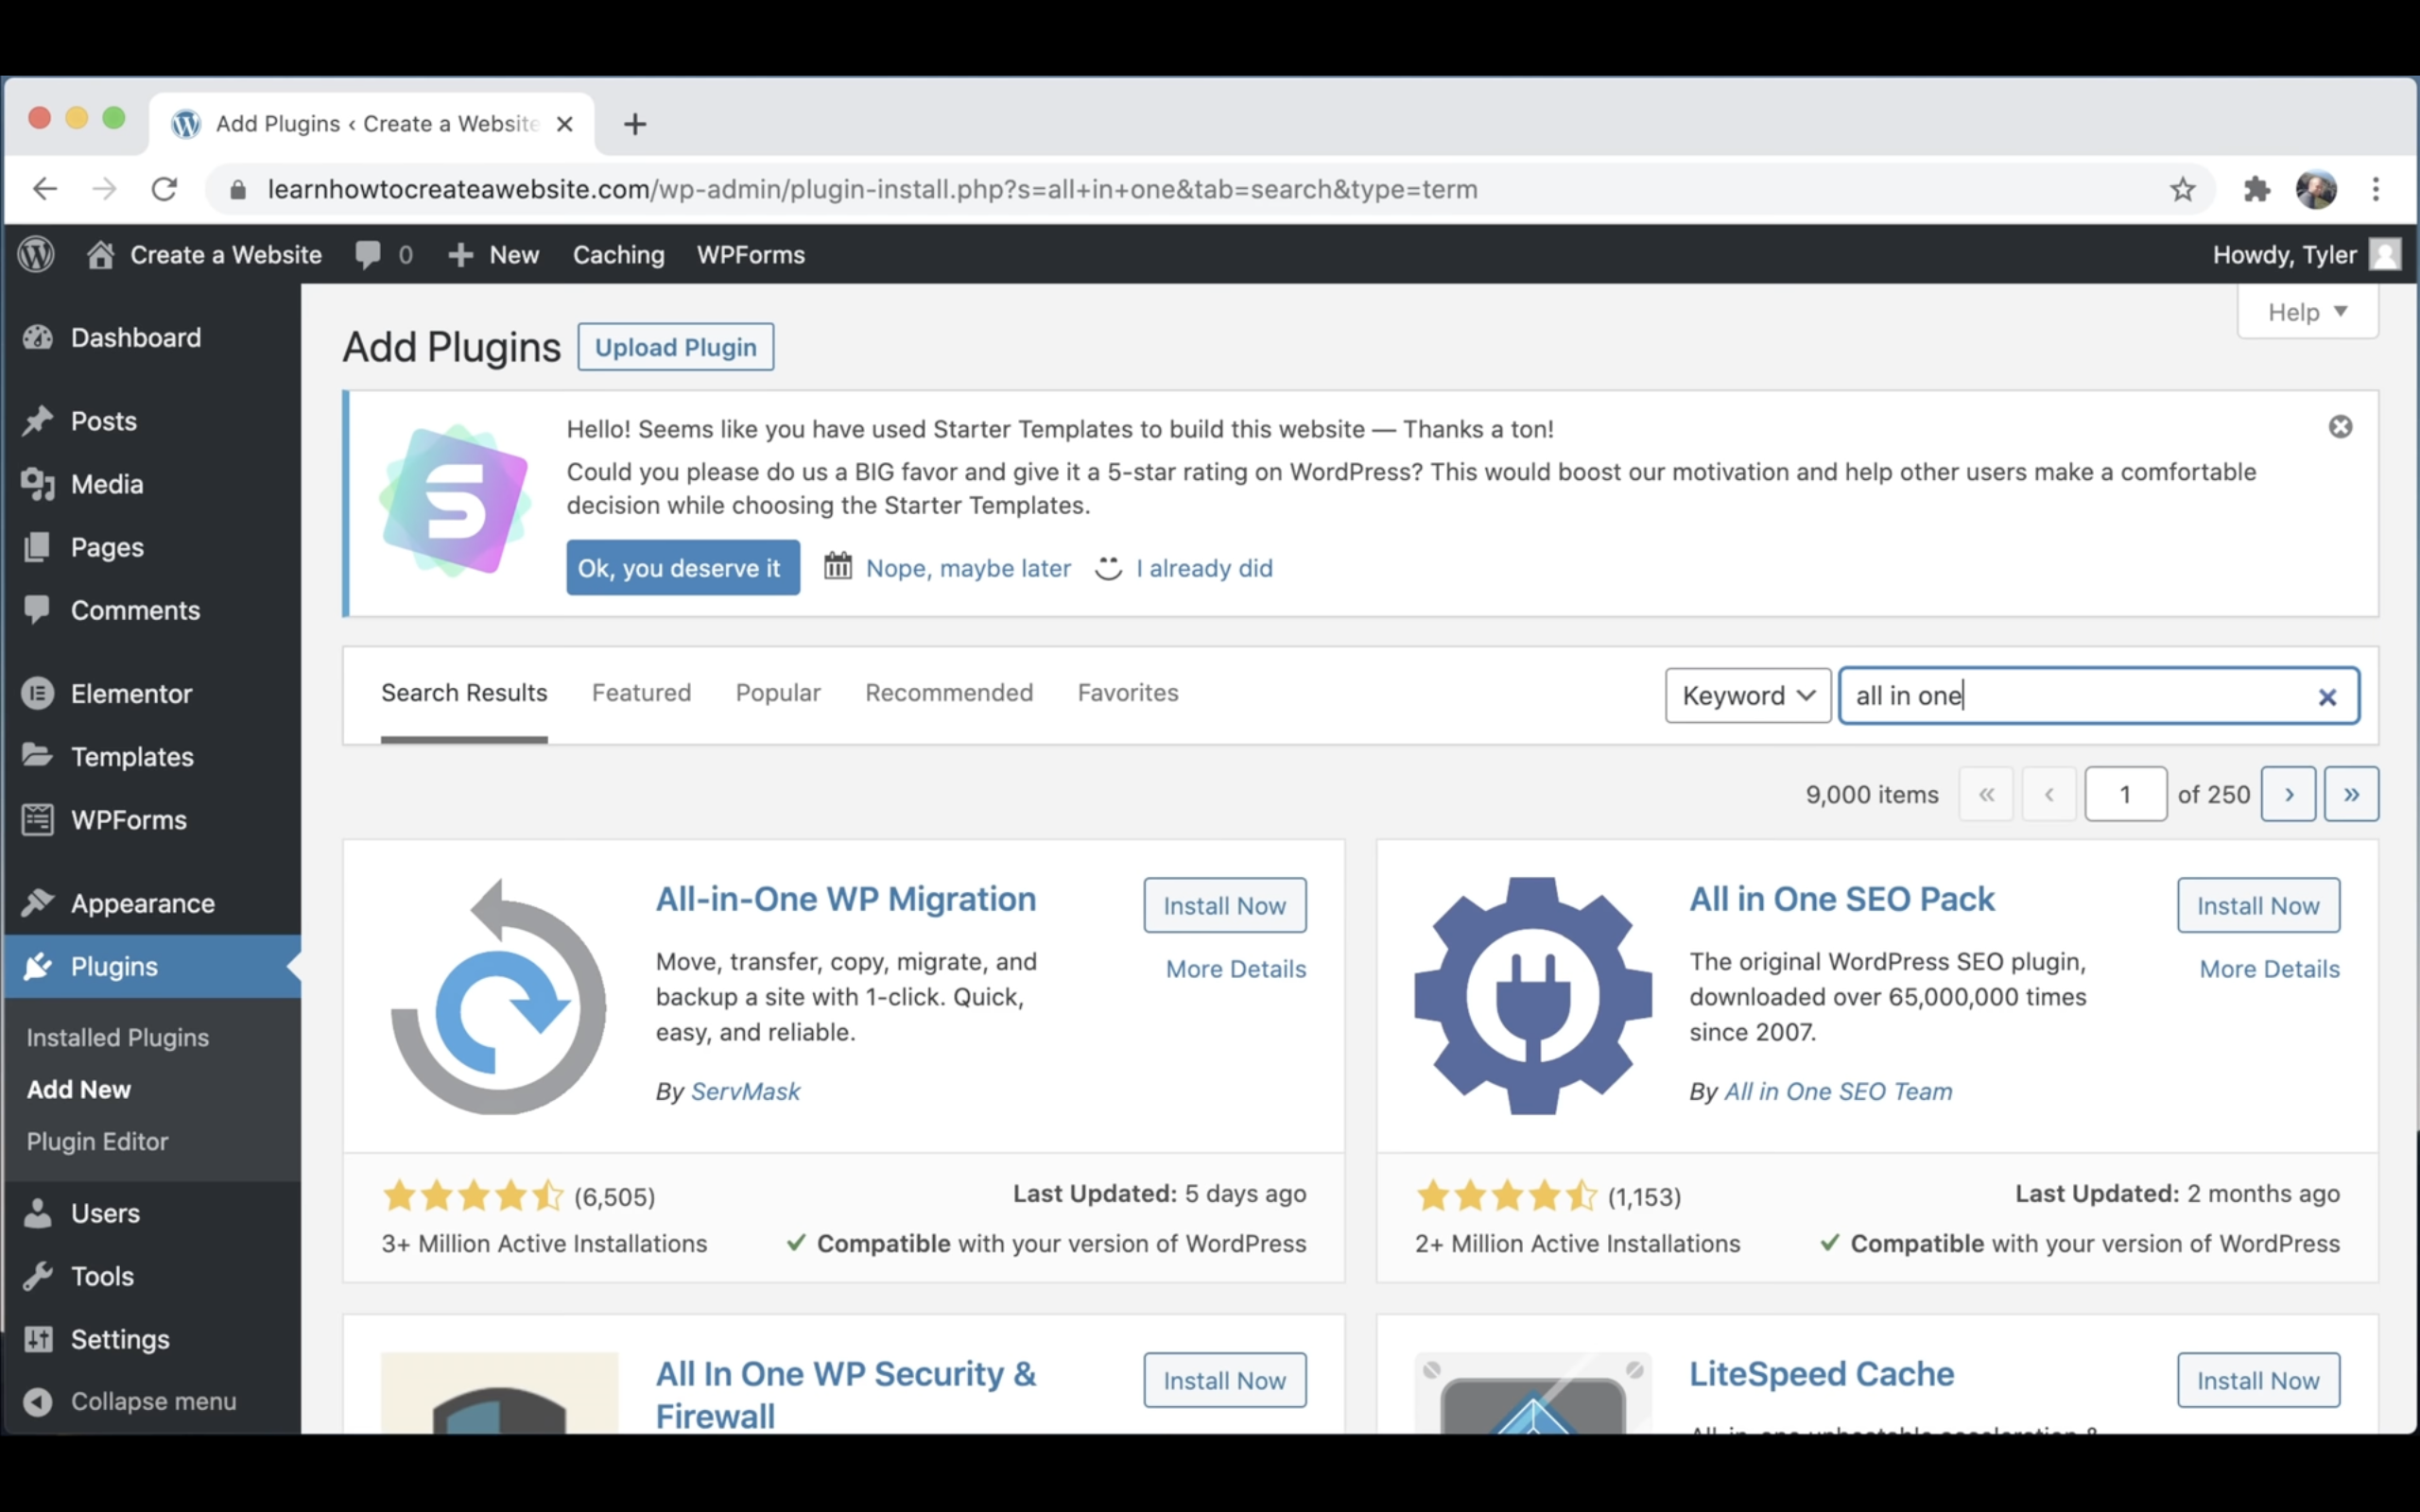 Add Plugins ‹ Create a Website
learnhowtocreateawebsite.com/wp-admin/plugin-install.php?s=all+in+one&tab=search&type=term
Create a Website 0 New Caching WPForms Howdy, Tyler
Dashboard
Posts
Media
Pages
Comments
Elementor
Templates
WPForms
Appearance
Plugins
Installed Plugins
Add New
Plugin Editor
Users
Tools
Settings
Collapse menu
Help
Add Plugins Upload Plugin
Hello! Seems like you have used Starter Templates to build this website — Thanks a ton!
Could you please do us a BIG favor and give it a 5-star rating on WordPress? This would boost our motivation and help other users make a comfortable
decision while choosing the Starter Templates.
Ok, you deserve it Nope, maybe later I already did
Search Results Featured Popular Recommended Favorites Keyword all in one
9,000 items « ‹ 1 of 250 › »
All-in-One WP Migration
Install Now
More Details
Move, transfer, copy, migrate, and
backup a site with 1-click. Quick,
easy, and reliable.
By ServMask
(6,505)
Last Updated: 5 days ago
3+ Million Active Installations
✓ Compatible with your version of WordPress
All in One SEO Pack
Install Now
More Details
The original WordPress SEO plugin,
downloaded over 65,000,000 times
since 2007.
By All in One SEO Team
(1,153)
Last Updated: 2 months ago
2+ Million Active Installations
✓ Compatible with your version of WordPress
All In One WP Security &
Firewall
Install Now
LiteSpeed Cache
Install Now